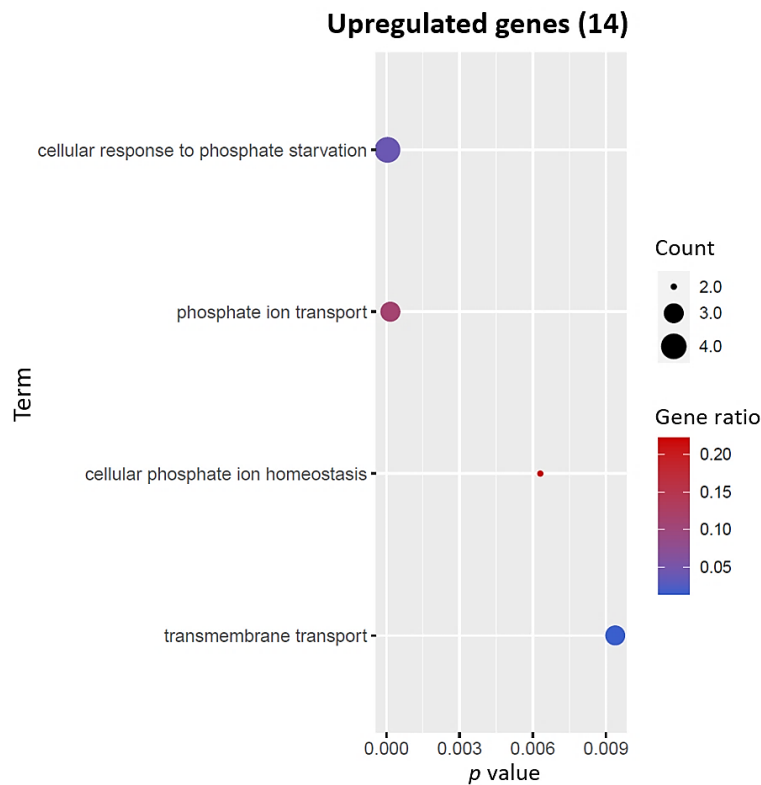 Upregulated genes (14)
cellular response to phosphate starvation
phosphate ion transport
cellular phosphate ion homeostasis
transmembrane transport
Term
0.000 0.003 0.006 0.009
p value
Count
2.0
3.0
4.0
Gene ratio
0.20
0.15
0.10
0.05